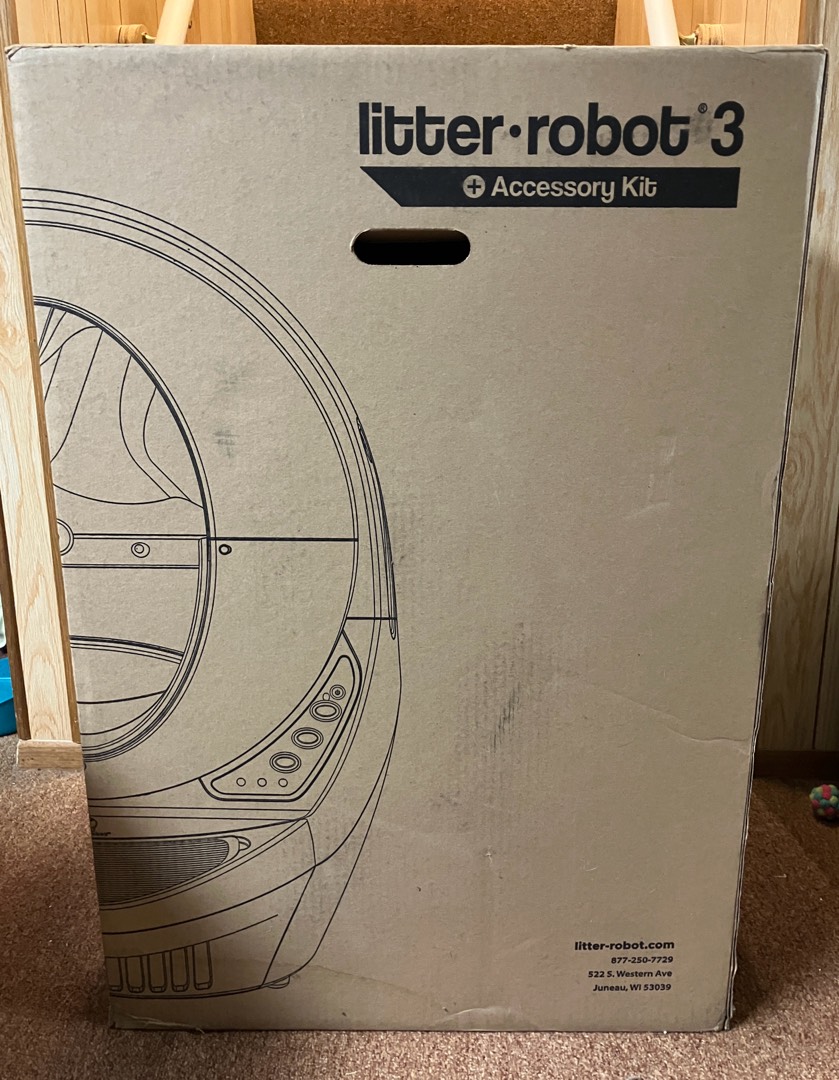 litter·robot® 3
+ Accessory Kit
litter-robot.com
877-250-7729
522 S. Western Ave
Juneau, WI 53039